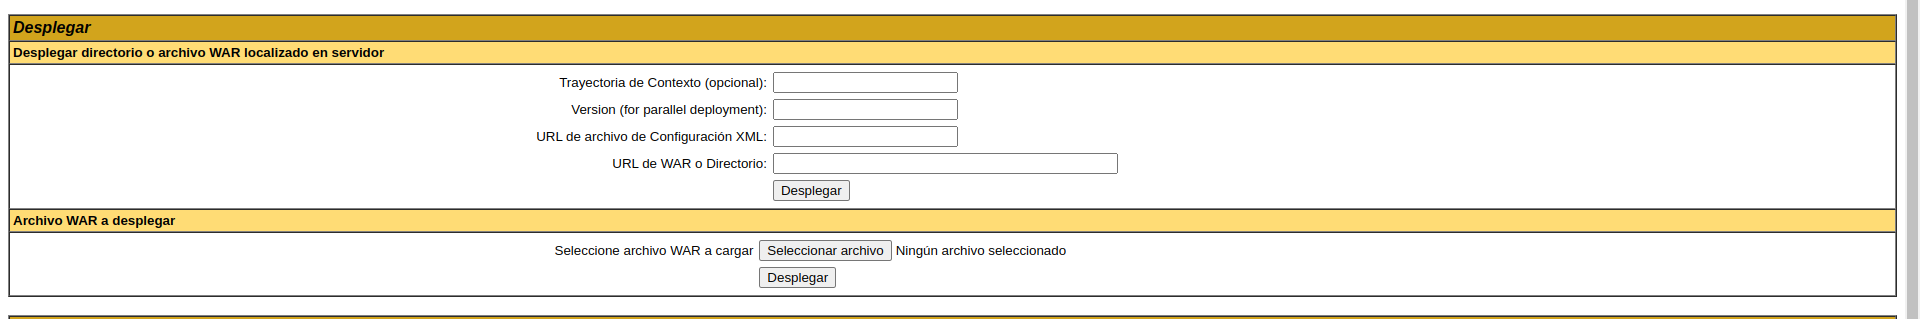 Desplegar
Desplegar directorio o archivo WAR localizado en servidor
Trayectoria de Contexto (opcional):
Version (for parallel deployment):
URL de archivo de Configuración XML:
URL de WAR o Directorio:
Desplegar
Archivo WAR a desplegar
Seleccione archivo WAR a cargar Seleccionar archivo Ningún archivo seleccionado
Desplegar